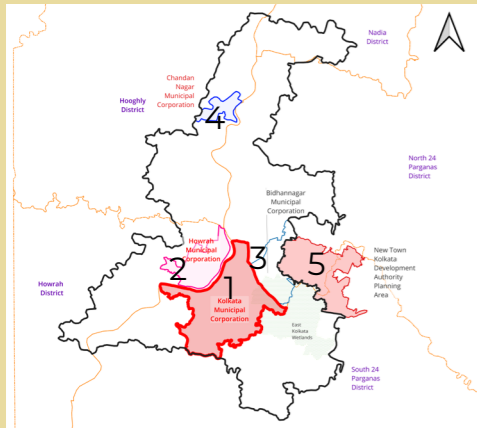 Nadia
District
Chandan
Nagar
Municipal
Corporation
Hooghly
District
4
North 24
Parganas
District
Bidhannagar
Municipal
Corporation
Howrah
Municipal
Corporation
3
2
5
New Town
Kolkata
Development
Authority
Planning
Area
1
Howrah
District
Kolkata
Municipal
Corporation
East
Kolkata
Wetlands
South 24
Parganas
District